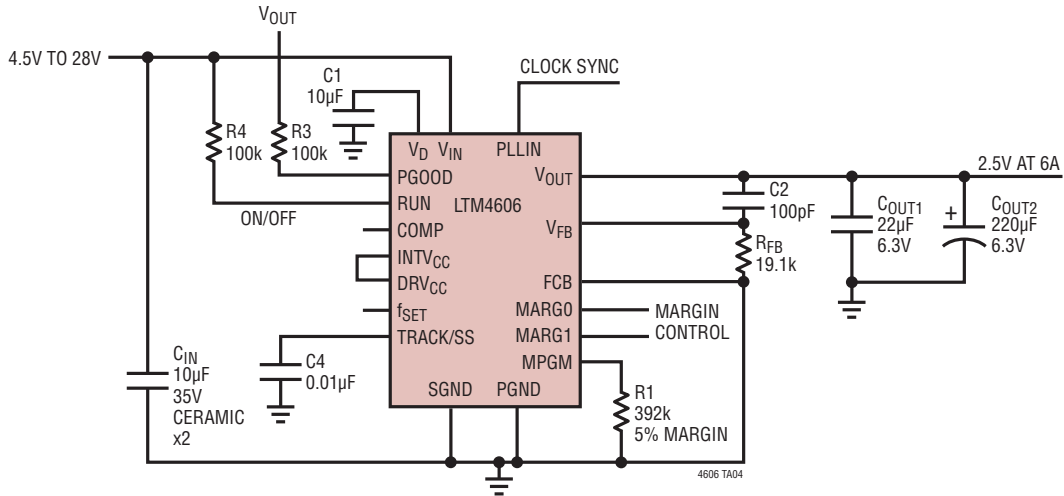 VOUT
4.5V TO 28V
CLOCK SYNC
C1
10µF
R4
100k
R3
100k
VD
VIN
PLLIN
PGOOD
RUN
COMP
INTVCC
DRVCC
fSET
TRACK/SS
SGND
PGND
LTM4606
VOUT
VFB
FCB
MARG0
MARG1
MPGM
ON/OFF
2.5V AT 6A
C2
100pF
RFB
19.1k
COUT1
22µF
6.3V
+
COUT2
220µF
6.3V
MARGIN
CONTROL
CIN
10µF
35V
CERAMIC
x2
C4
0.01µF
R1
392k
5% MARGIN
4606 TA04